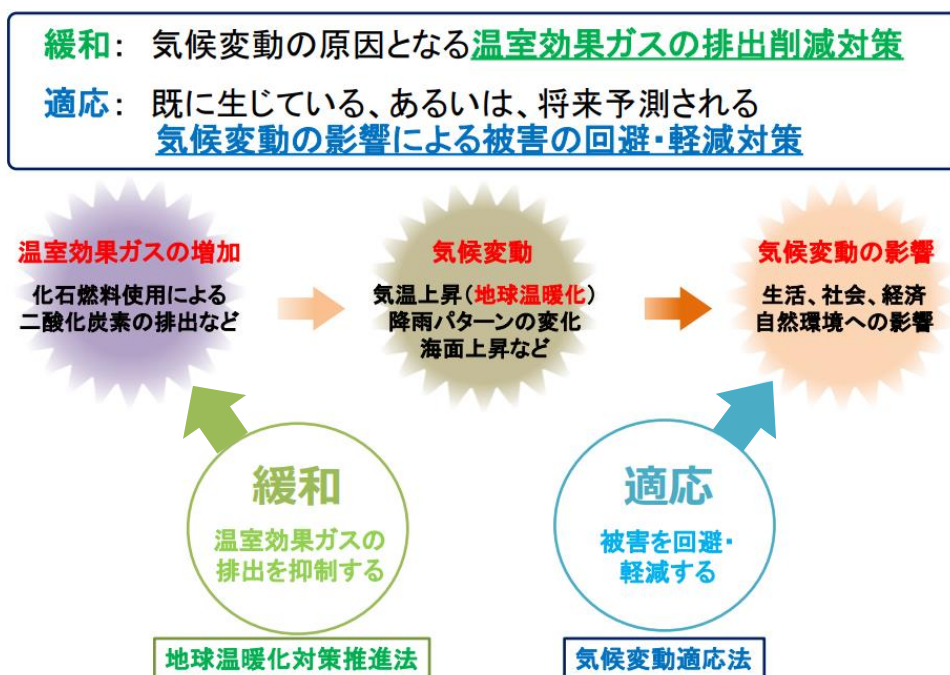 緩和： 気候変動の原因となる温室効果ガスの排出削減対策
適応： 既に生じている、あるいは、将来予測される
気候変動の影響による被害の回避・軽減対策
温室効果ガスの増加
化石燃料使用による
二酸化炭素の排出など
気候変動
気温上昇（地球温暖化）
降雨パターンの変化
海面上昇など
気候変動の影響
生活、社会、経済
自然環境への影響
緩和
温室効果ガスの
排出を抑制する
適応
被害を回避・
軽減する
地球温暖化対策推進法
気候変動適応法